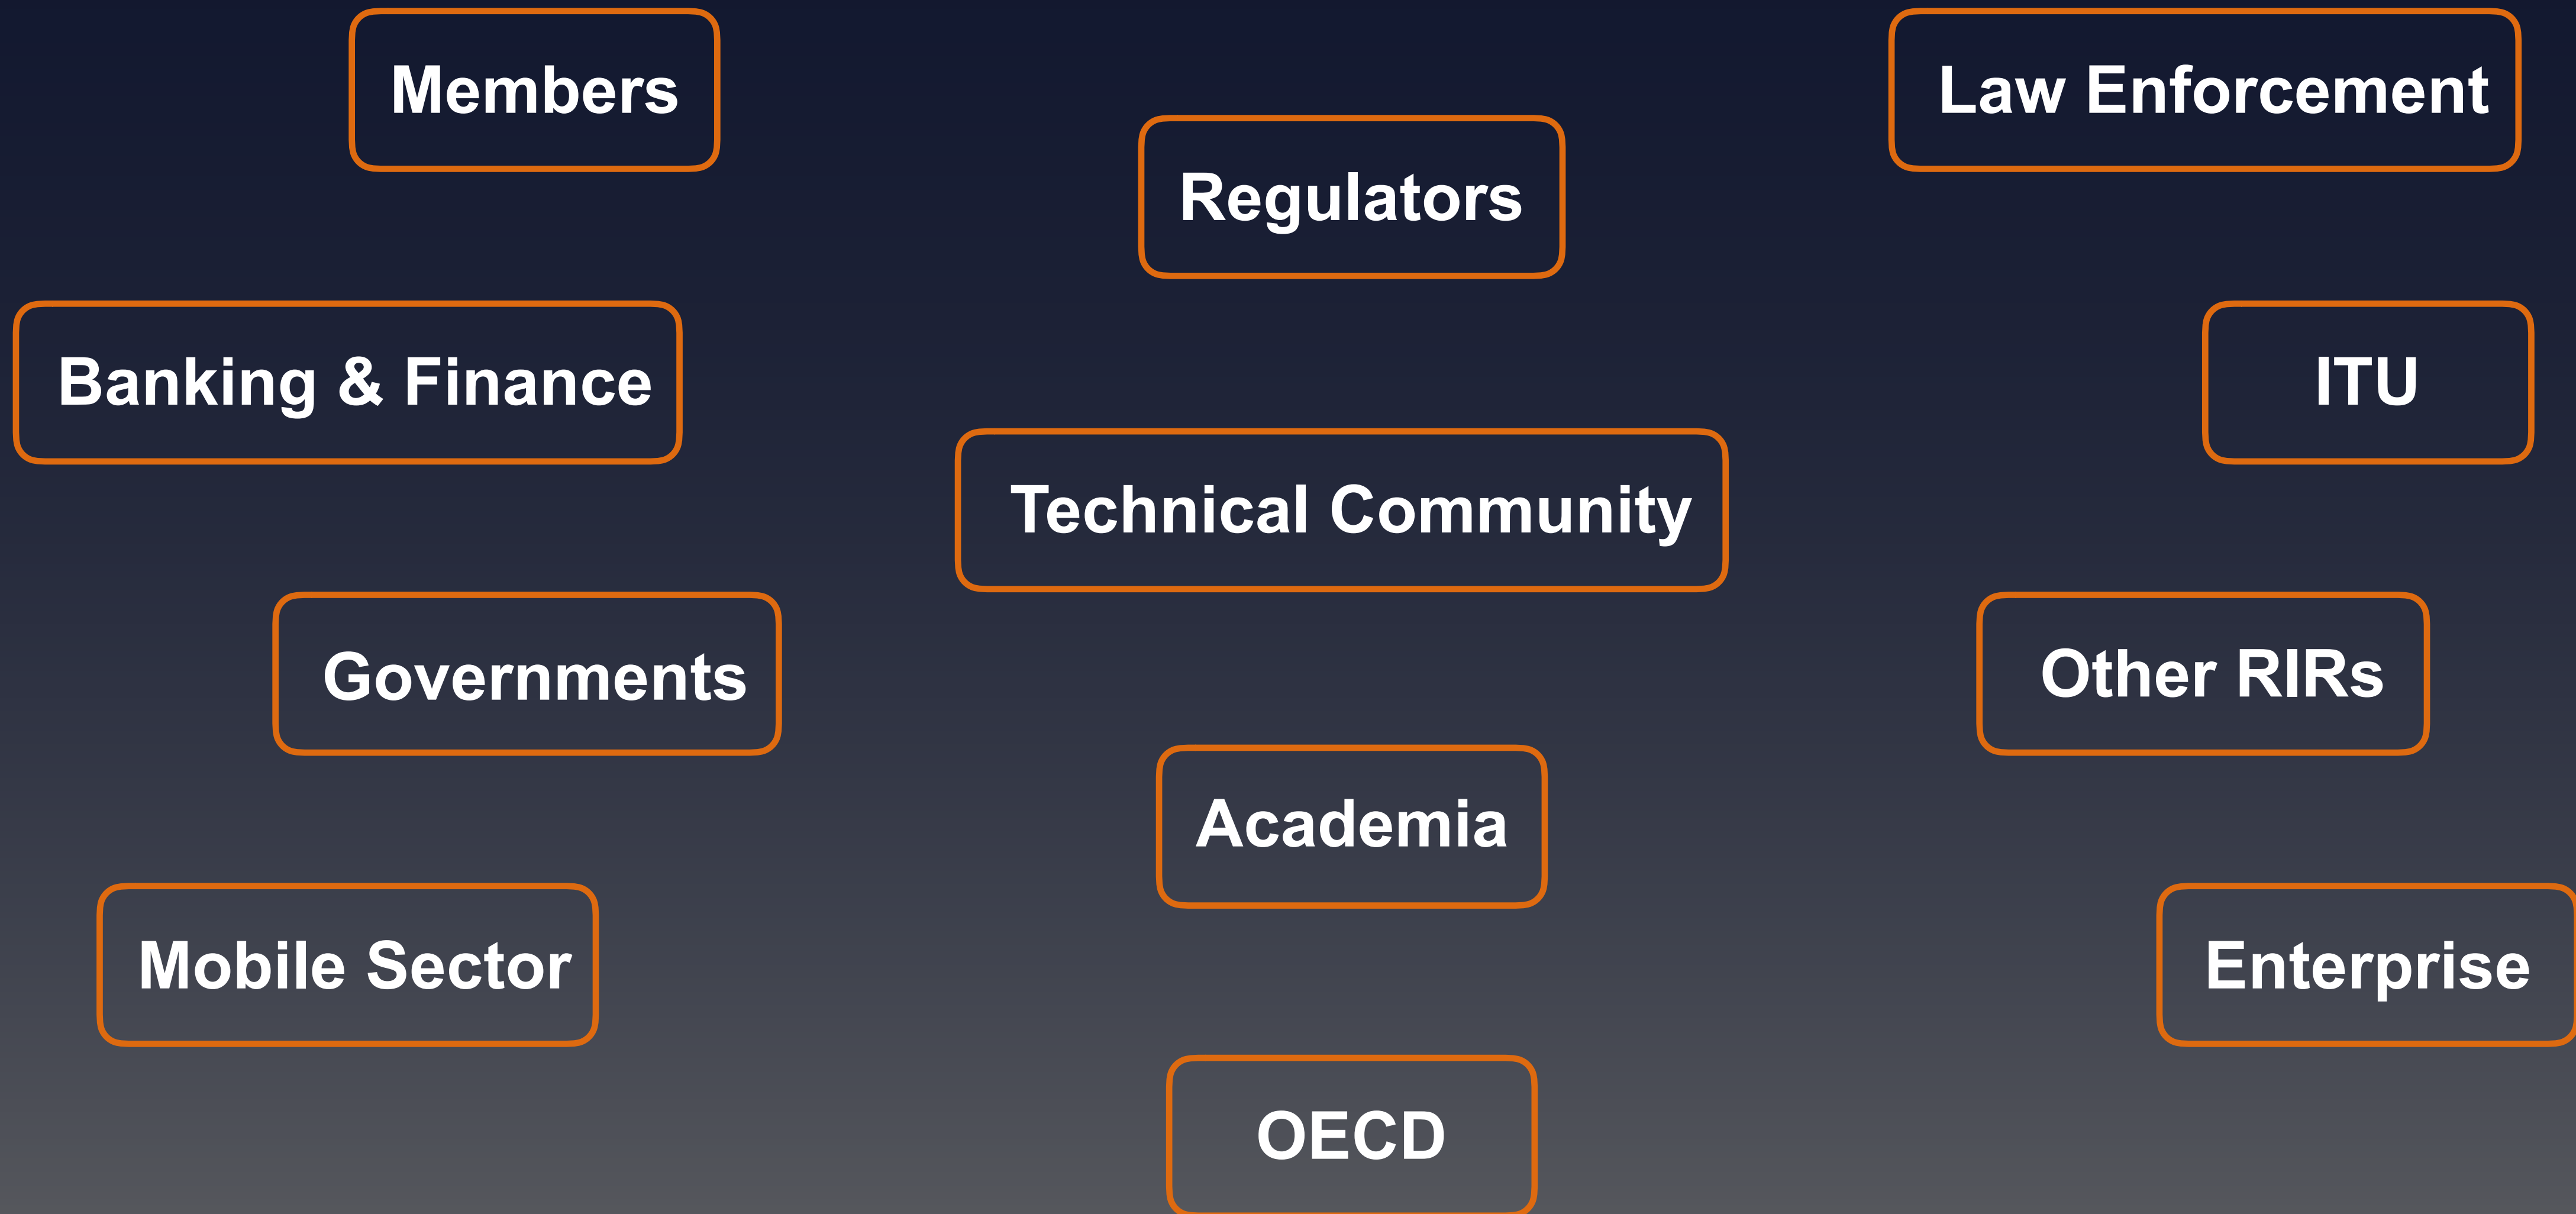 Members
Law Enforcement
Regulators
Banking & Finance
ITU
Technical Community
Governments
Other RIRs
Academia
Mobile Sector
Enterprise
OECD